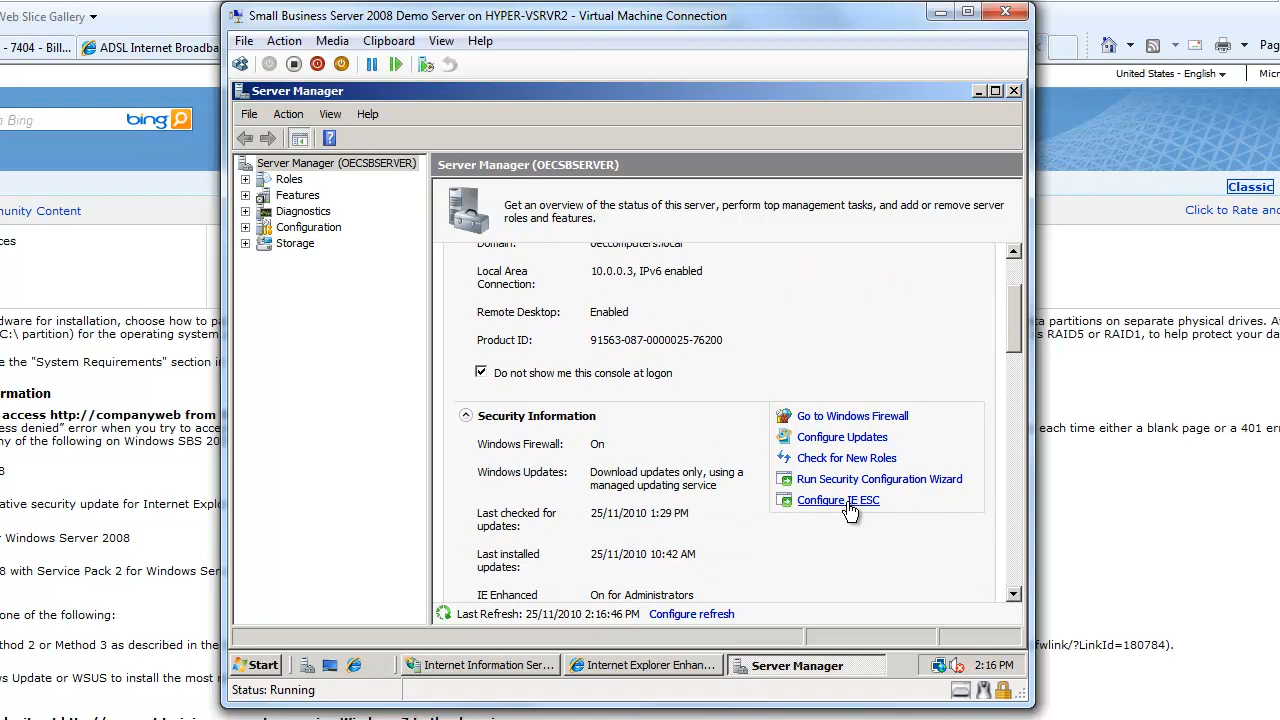 Small Business Server 2008 Demo Server on HYPER-VSRVR2 - Virtual Machine Connection
Web Slice Gallery
- 7404 - Bill...
ADSL Internet Broadba
File Action Media Clipboard View Help
Page
United States - English
Micr
Bing
bing
Classic
munity Content
Click to Rate and
Server Manager
File Action View Help
Server Manager (OECSBSERVER)
Roles
Features
Diagnostics
Configuration
Storage
Server Manager (OECSBSERVER)
Get an overview of the status of this server, perform top management tasks, and add or remove server
roles and features.
Domain: oeccomputers.local
Local Area
Connection:
10.0.0.3, IPv6 enabled
Remote Desktop: Enabled
Product ID: 91563-087-0000025-76200
Do not show me this console at logon
Security Information
Windows Firewall: On
Windows Updates: Download updates only, using a
managed updating service
Last checked for
updates:
25/11/2010 1:29 PM
Last installed
updates:
25/11/2010 10:42 AM
IE Enhanced On for Administrators
Go to Windows Firewall
Configure Updates
Check for New Roles
Run Security Configuration Wizard
Configure IE ESC
Last Refresh: 25/11/2010 2:16:46 PM Configure refresh
Start
Internet Information Ser...
Internet Explorer Enhan...
Server Manager
2:16 PM
Status: Running
ces
dware for installation, choose how to pa
ta partitions on separate physical drives. A
C:\ partition) for the operating system
s RAID5 or RAID1, to help protect your da
e the "System Requirements" section i
ormation
access http://companyweb from
ess denied" error when you try to acce
each time either a blank page or a 401 er
ny of the following on Windows SBS 20
8
ative security update for Internet Explor
or Windows Server 2008
8 with Service Pack 2 for Windows Ser
one of the following:
thod 2 or Method 3 as described in the
fwlink/?LinkId=180784).
ws Update or WSUS to install the most r